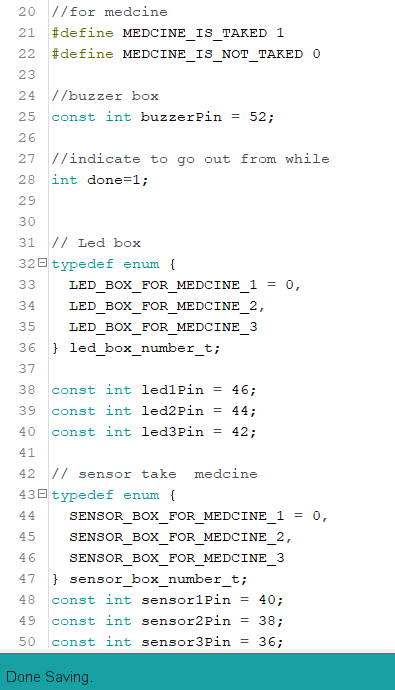 20 //for medcine
21 #define MEDCINE_IS_TAKED 1
22 #define MEDCINE_IS_NOT_TAKED 0
23
24 //buzzer box
25 const int buzzerPin = 52;
26
27 //indicate to go out from while
28 int done=1;
29
30
31 // Led box
32 typedef enum {
33   LED_BOX_FOR_MEDCINE_1 = 0,
34   LED_BOX_FOR_MEDCINE_2,
35   LED_BOX_FOR_MEDCINE_3
36 } led_box_number_t;
37
38 const int led1Pin = 46;
39 const int led2Pin = 44;
40 const int led3Pin = 42;
41
42 // sensor take  medcine
43 typedef enum {
44   SENSOR_BOX_FOR_MEDCINE_1 = 0,
45   SENSOR_BOX_FOR_MEDCINE_2,
46   SENSOR_BOX_FOR_MEDCINE_3
47 } sensor_box_number_t;
48 const int sensor1Pin = 40;
49 const int sensor2Pin = 38;
50 const int sensor3Pin = 36;
Done Saving.